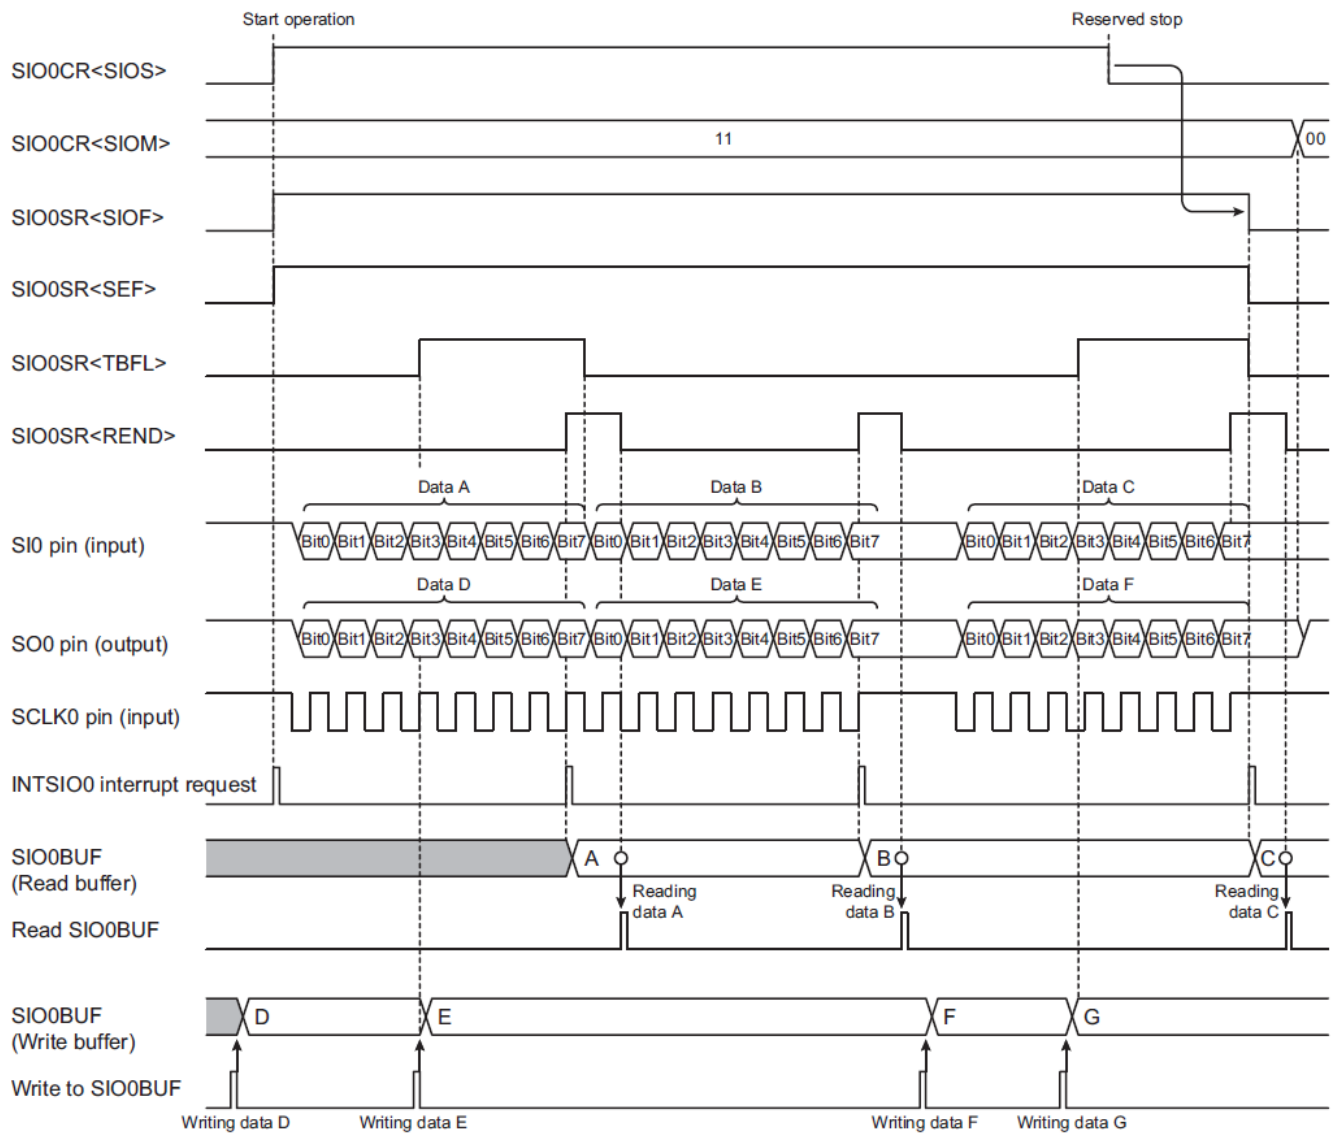 Start operation
Reserved stop
SIO0CR<SIOS>
SIO0CR<SIOM>
11
00
SIO0SR<SIOF>
SIO0SR<SEF>
SIO0SR<TBFL>
SIO0SR<REND>
Data A
Data B
Data C
SI0 pin (input)
Bit0 Bit1 Bit2 Bit3 Bit4 Bit5 Bit6 Bit7 Bit0 Bit1 Bit2 Bit3 Bit4 Bit5 Bit6 Bit7 Bit0 Bit1 Bit2 Bit3 Bit4 Bit5 Bit6 Bit7
Data D
Data E
Data F
SO0 pin (output)
Bit0 Bit1 Bit2 Bit3 Bit4 Bit5 Bit6 Bit7 Bit0 Bit1 Bit2 Bit3 Bit4 Bit5 Bit6 Bit7 Bit0 Bit1 Bit2 Bit3 Bit4 Bit5 Bit6 Bit7
SCLK0 pin (input)
INTSIO0 interrupt request
SIO0BUF
(Read buffer)
A
B
C
Reading
data A
Reading
data B
Reading
data C
Read SIO0BUF
SIO0BUF
(Write buffer)
D
E
F
G
Write to SIO0BUF
Writing data D
Writing data E
Writing data F
Writing data G